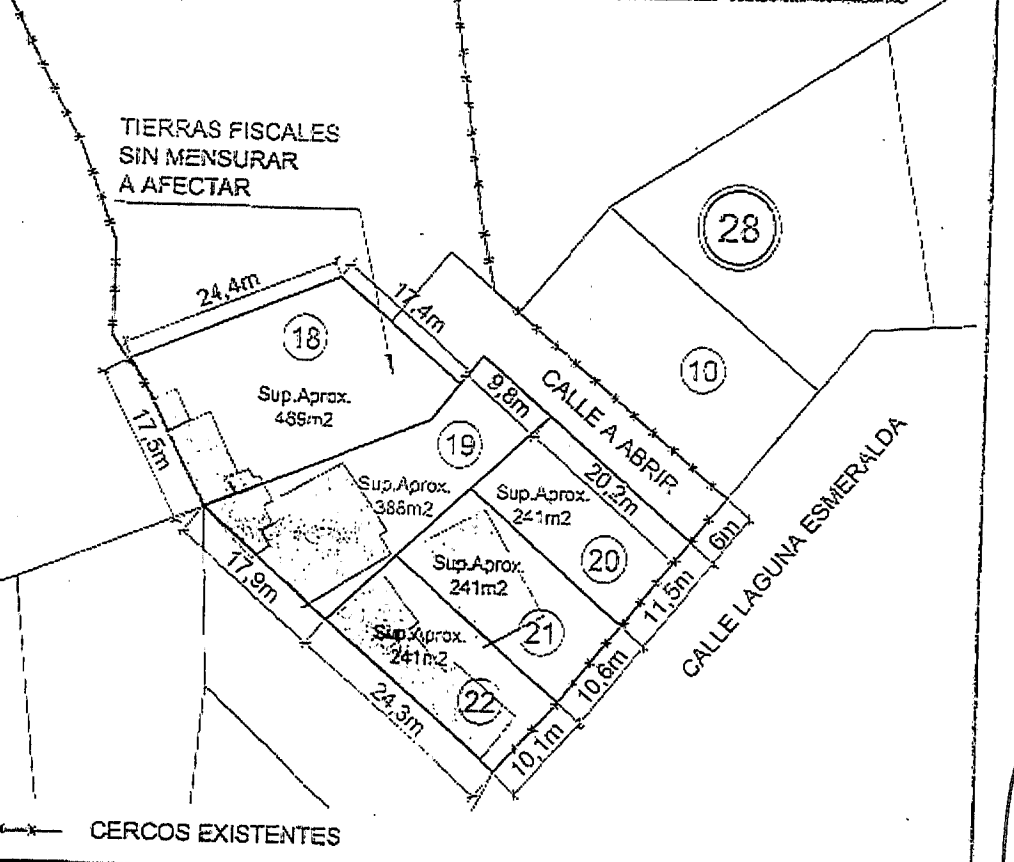 TIERRAS FISCALES
SIN MENSURAR
A AFECTAR
28
24,4m
17,4m
18
10
Sup.Aprox.
489m2
9,8m
CALLE A ABRIR
17,5m
19
Sup.Aprox.
388m2
Sup.Aprox.
241m2
20,2m
6m
CALLE LAGUNA ESMERALDA
20
Sup.Aprox.
241m2
17,9m
11,5m
21
Sup.Aprox.
241m2
10,6m
22
24,3m
10,1m
CERCOS EXISTENTES